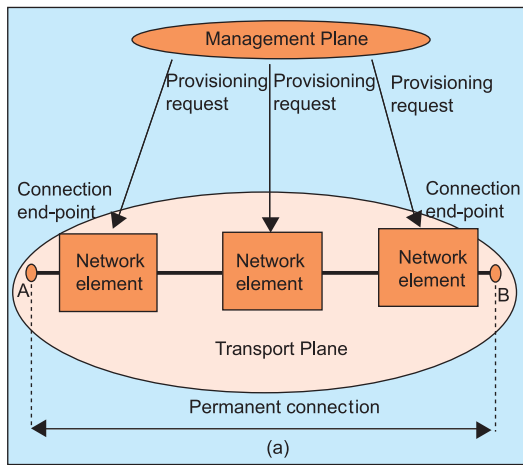 Management Plane
Provisioning
request
Provisioning
request
Provisioning
request
Connection
end-point
Connection
end-point
Network
element
Network
element
Network
element
A
B
Transport Plane
Permanent connection
(a)